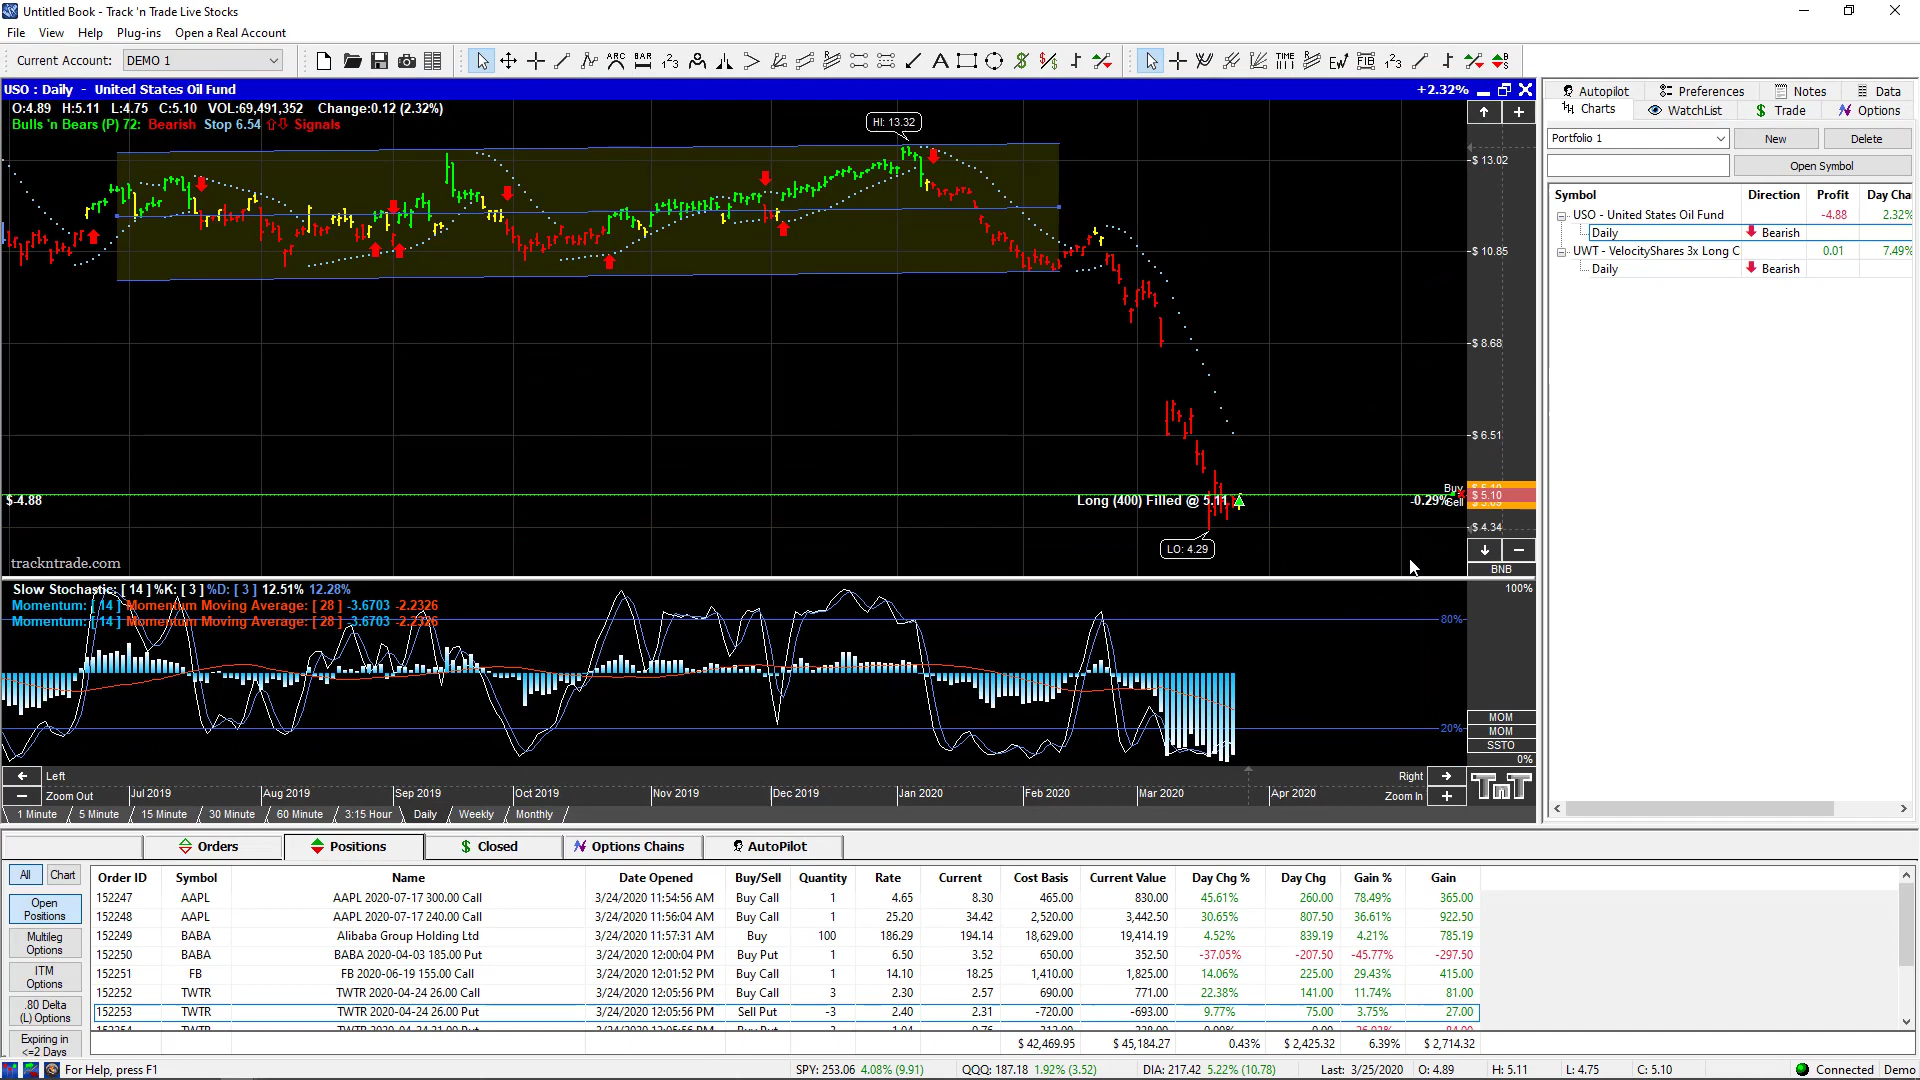 Untitled Book - Track 'n Trade Live Stocks
File View Help Plug-ins Open a Real Account
Current Account: DEMO 1
USO : Daily - United States Oil Fund +2.32%
O:4.89 H:5.11 L:4.75 C:5.10 VOL:69,491,352 Change:0.12 (2.32%)
Bulls 'n Bears (P) 72: Bearish Stop 6.54 Signals
HI: 13.32
$ 13.02
$ 10.85
$ 8.68
$ 6.51
Buy
$ 5.10
Sell
$-4.88
Long (400) Filled @ 5.11
-0.29%
$ 4.34
LO: 4.29
trackntrade.com
BNB
Slow Stochastic: [ 14 ] %K: [ 3 ] %D: [ 3 ] 12.51% 12.28%
Momentum: [ 14 ] Momentum Moving Average: [ 28 ] -3.6703 -2.2326
Momentum: [ 14 ] Momentum Moving Average: [ 28 ] -3.6703 -2.2326
100%
80%
20%
0%
MOM
MOM
SSTO
Left Right
Zoom Out Zoom In
Jul 2019 Aug 2019 Sep 2019 Oct 2019 Nov 2019 Dec 2019 Jan 2020 Feb 2020 Mar 2020 Apr 2020
TnT
1 Minute 5 Minute 15 Minute 30 Minute 60 Minute 3:15 Hour Daily Weekly Monthly
Autopilot Preferences Notes Data
Charts WatchList Trade Options
Portfolio 1 New Delete
Open Symbol
Symbol Direction Profit Day Cha
USO - United States Oil Fund -4.88 2.32%
Daily Bearish
UWT - VelocityShares 3x Long C 0.01 7.49%
Daily Bearish
Orders Positions Closed Options Chains AutoPilot
All Chart
Open Positions
Multileg Options
ITM Options
.80 Delta (L) Options
Expiring in <=2 Days
Order ID Symbol Name Date Opened Buy/Sell Quantity Rate Current Cost Basis Current Value Day Chg % Day Chg Gain % Gain
152247 AAPL AAPL 2020-07-17 300.00 Call 3/24/2020 11:54:56 AM Buy Call 1 4.65 8.30 465.00 830.00 45.61% 260.00 78.49% 365.00
152248 AAPL AAPL 2020-07-17 240.00 Call 3/24/2020 11:56:04 AM Buy Call 1 25.20 34.42 2,520.00 3,442.50 30.65% 807.50 36.61% 922.50
152249 BABA Alibaba Group Holding Ltd 3/24/2020 11:57:31 AM Buy 100 186.29 194.14 18,629.00 19,414.19 4.52% 839.19 4.21% 785.19
152250 BABA BABA 2020-04-03 185.00 Put 3/24/2020 12:00:04 PM Buy Put 1 6.50 3.52 650.00 352.50 -37.05% -207.50 -45.77% -297.50
152251 FB FB 2020-06-19 155.00 Call 3/24/2020 12:01:52 PM Buy Call 1 14.10 18.25 1,410.00 1,825.00 14.06% 225.00 29.43% 415.00
152252 TWTR TWTR 2020-04-24 26.00 Call 3/24/2020 12:05:56 PM Buy Call 3 2.30 2.57 690.00 771.00 22.38% 141.00 11.74% 81.00
152253 TWTR TWTR 2020-04-24 26.00 Put 3/24/2020 12:05:56 PM Sell Put -3 2.40 2.31 -720.00 -693.00 9.77% 75.00 3.75% 27.00
$ 42,469.95 $ 45,184.27 0.43% $ 2,425.32 6.39% $ 2,714.32
For Help, press F1
SPY: 253.06 4.08% (9.91) QQQ: 187.18 1.92% (3.52) DIA: 217.42 5.22% (10.78) Last: 3/25/2020 O: 4.89 H: 5.11 L: 4.75 C: 5.10 Connected Demo